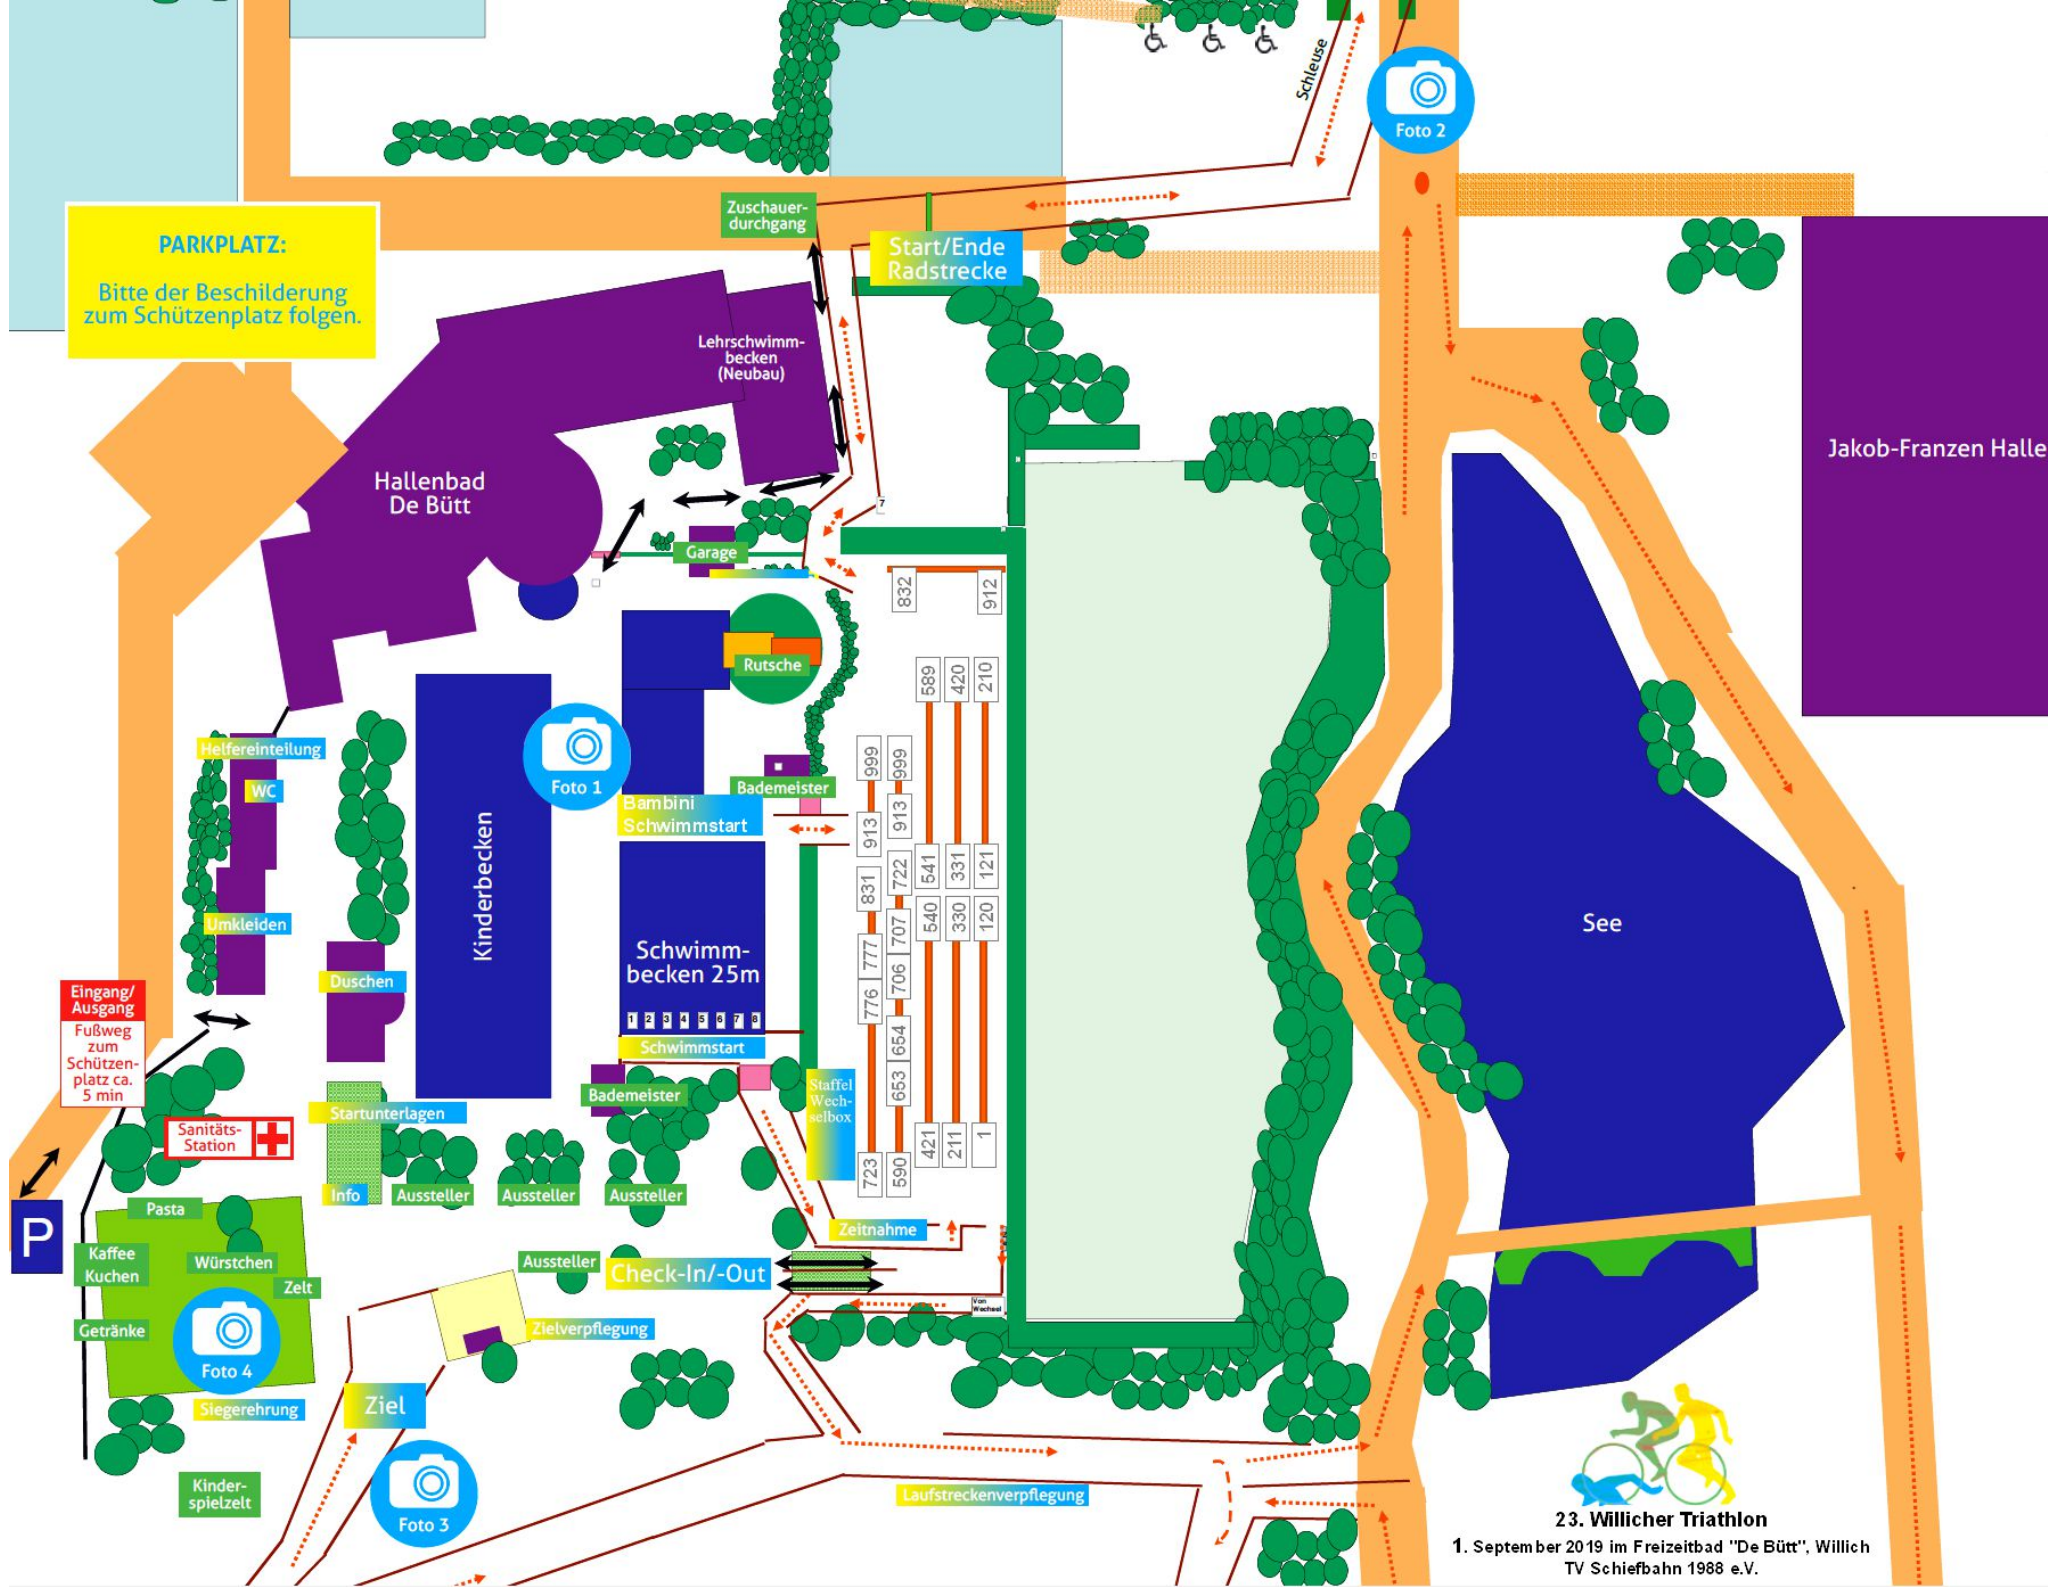 Schleuse
Foto 2
Zuschauer-
durchgang
PARKPLATZ:
Bitte der Beschilderung
zum Schützenplatz folgen.
Start/Ende
Radstrecke
Lehrschwimm-
becken
(Neubau)
Jakob-Franzen Halle
Hallenbad
De Bütt
7
Garage
832
912
Rutsche
589
420
210
Helfereinteilung
WC
Foto 1
Bademeister
Bambini
Schwimmstart
999
999
913
913
541
331
121
Kinderbecken
831
722
540
330
120
Umkleiden
See
Schwimm-
becken 25m
707
777
706
776
Duschen
Eingang/
Ausgang
Fußweg
zum
Schützen-
platz ca.
5 min
1 2 3 4 5 6 7 8
Schwimmstart
654
653
Bademeister
Staffel
Wech-
selbox
Startunterlagen
Sanitäts-
Station
421
211
1
723
590
Info
Aussteller
Aussteller
Aussteller
Pasta
P
Zeitnahme
Kaffee
Kuchen
Würstchen
Aussteller
Check-In/-Out
Zelt
Von
Wechsel
Getränke
Zielverpflegung
Foto 4
Siegerehrung
Ziel
Kinder-
spielzelt
Foto 3
Laufstreckenverpflegung
23. Willicher Triathlon
1. September 2019 im Freizeitbad "De Bütt", Willich
TV Schiefbahn 1988 e.V.